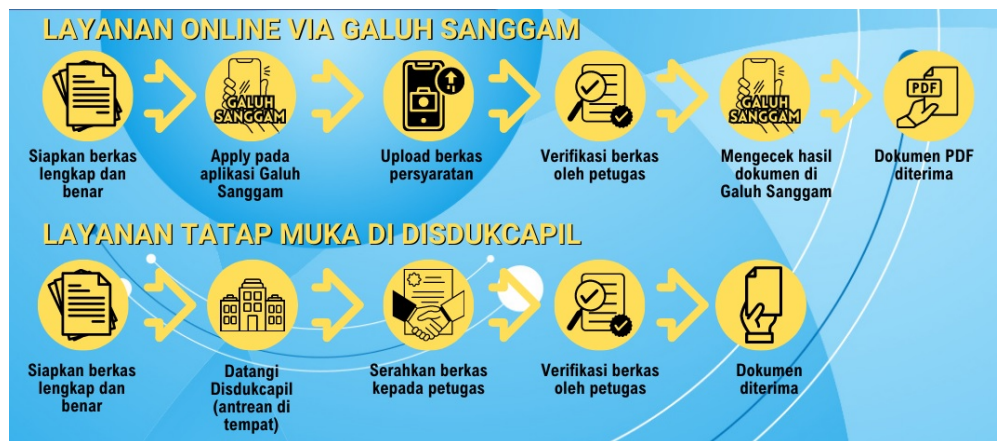 LAYANAN ONLINE VIA GALUH SANGGAM
GALUH
SANGGAM
GALUH
SANGGAM
PDF
Siapkan berkas
lengkap dan
benar
Apply pada
aplikasi Galuh
Sanggam
Upload berkas
persyaratan
Verifikasi berkas
oleh petugas
Mengecek hasil
dokumen di
Galuh Sanggam
Dokumen PDF
diterima
LAYANAN TATAP MUKA DI DISDUKCAPIL
Siapkan berkas
lengkap dan
benar
Datangi
Disdukcapil
(antrean di
tempat)
Serahkan berkas
kepada petugas
Verifikasi berkas
oleh petugas
Dokumen
diterima